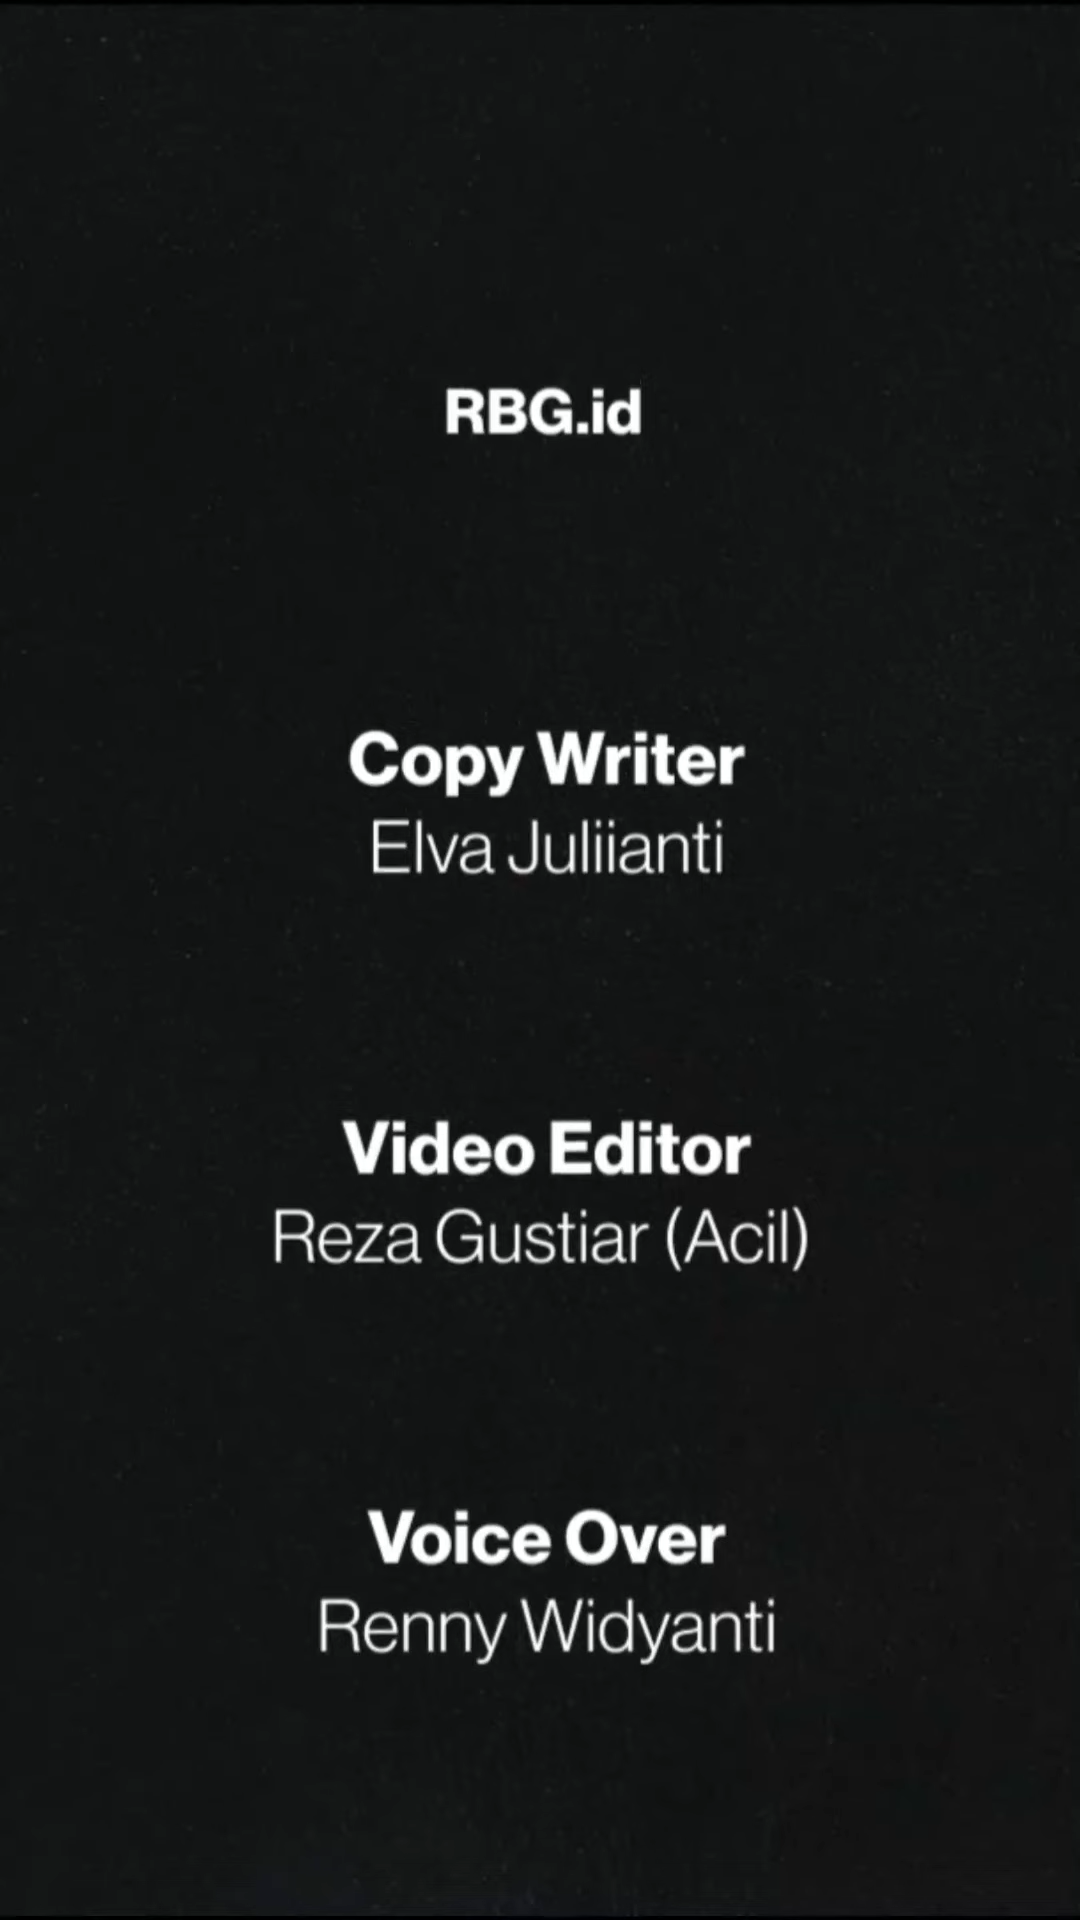 RBG.id
Copy Writer
Elva Juliianti
Video Editor
Reza Gustiar (Acil)
Voice Over
Renny Widyanti